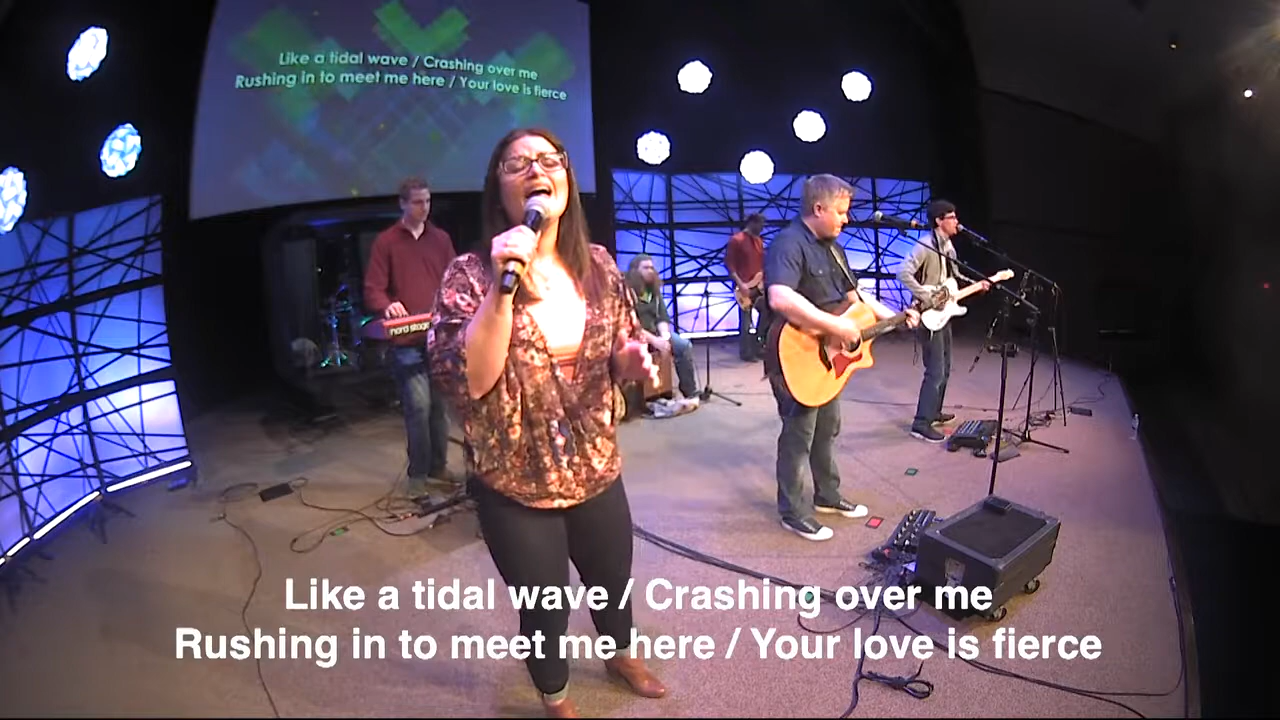 Like a tidal wave / Crashing over me
Rushing in to meet me here / Your love is fierce
nord stage
Like a tidal wave / Crashing over me
Rushing in to meet me here / Your love is fierce